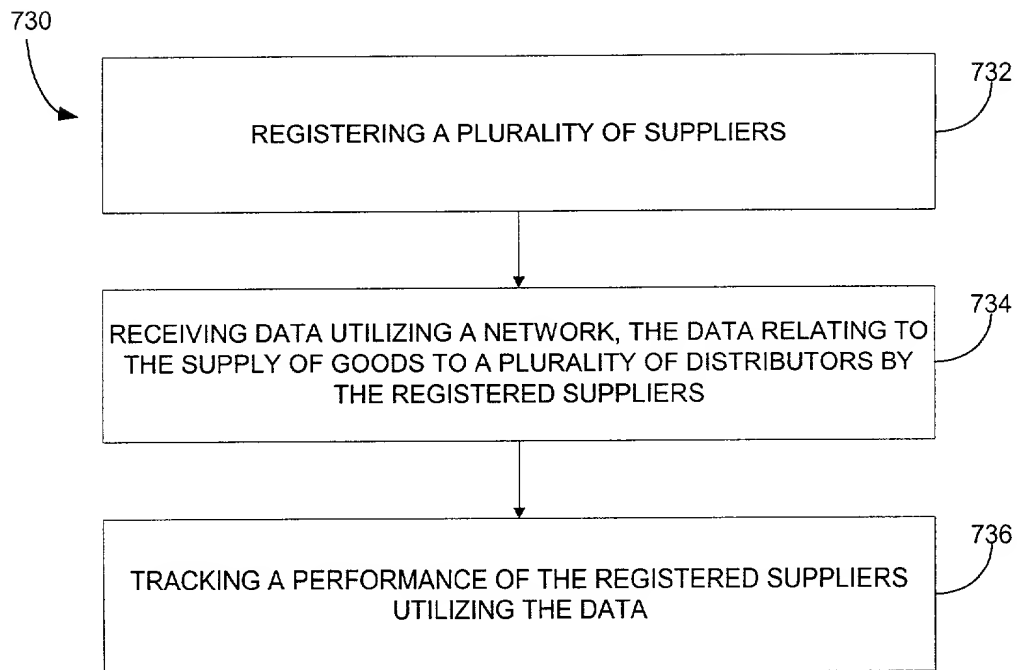 730
732
REGISTERING A PLURALITY OF SUPPLIERS
734
RECEIVING DATA UTILIZING A NETWORK, THE DATA RELATING TO
THE SUPPLY OF GOODS TO A PLURALITY OF DISTRIBUTORS BY
THE REGISTERED SUPPLIERS
736
TRACKING A PERFORMANCE OF THE REGISTERED SUPPLIERS
UTILIZING THE DATA